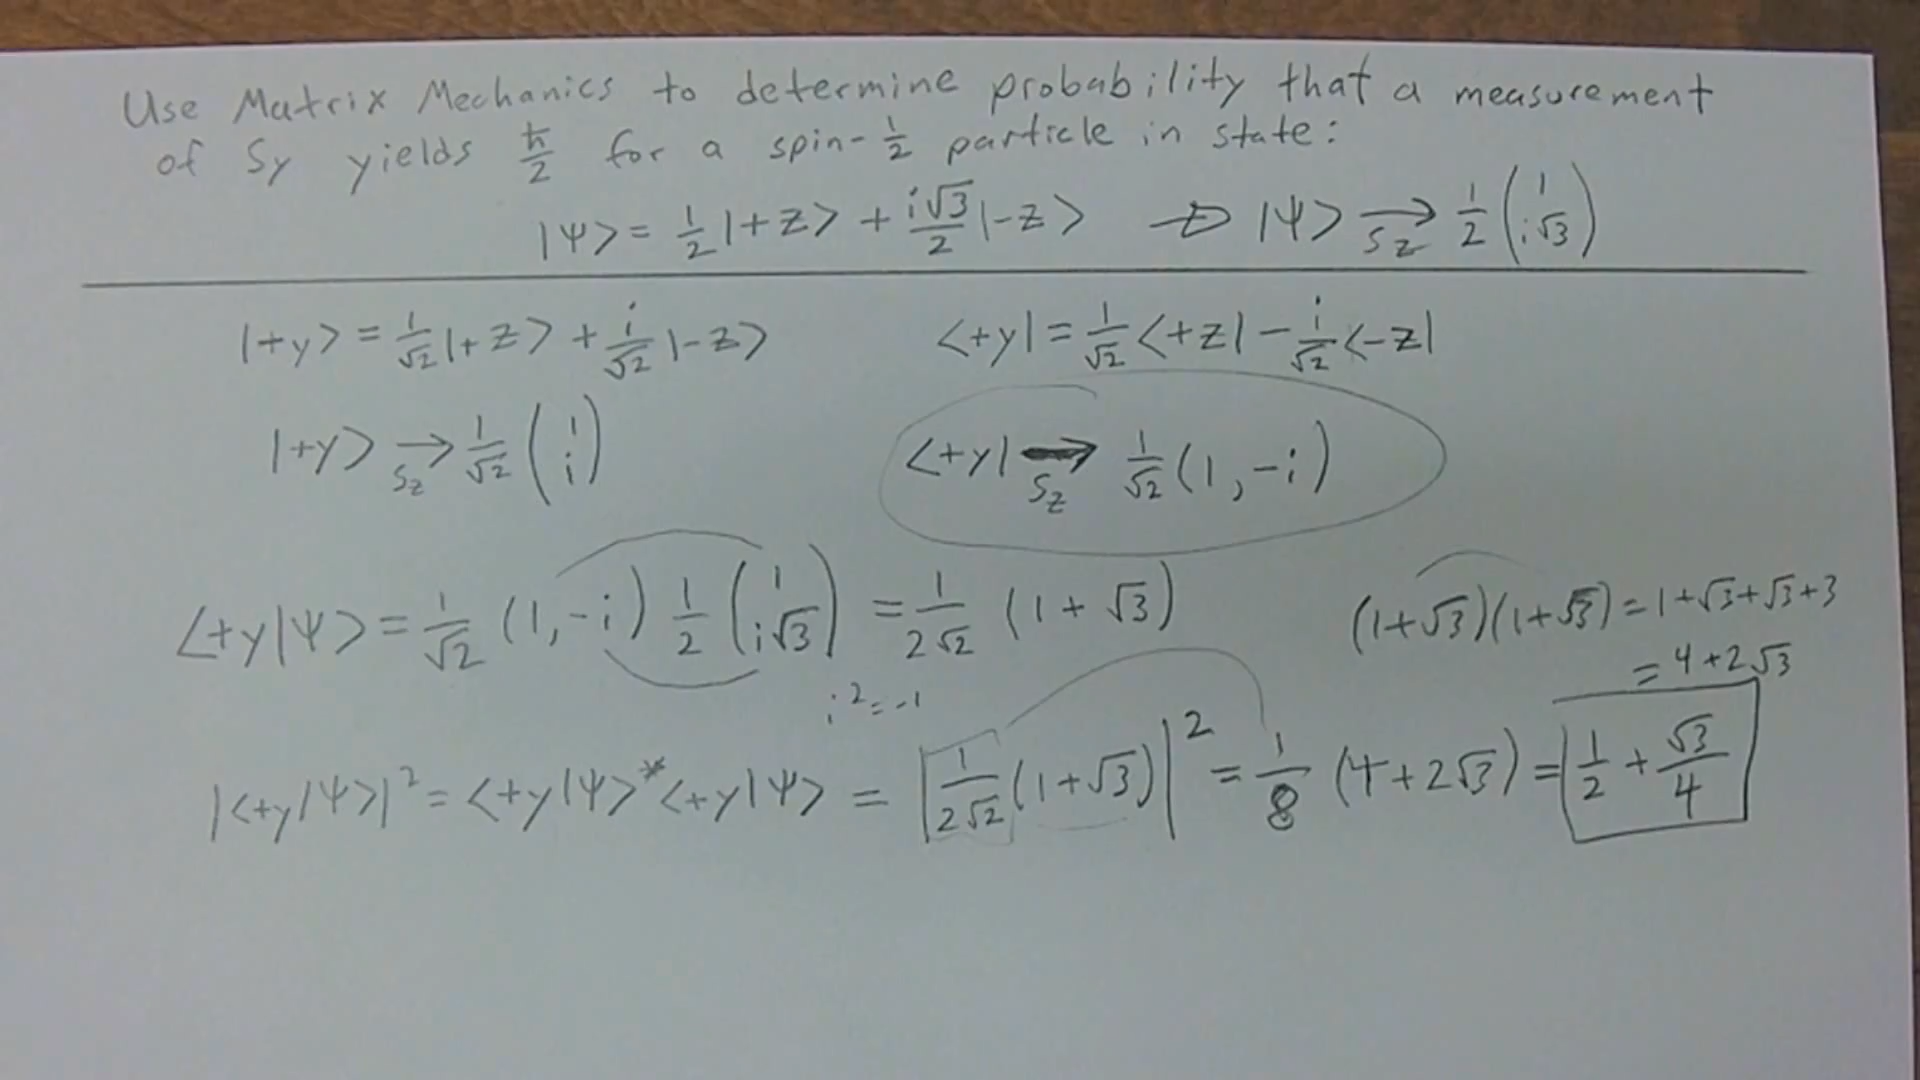 Use Matrix Mechanics to determine probability that a measurement
of Sy yields ħ/2 for a spin-1/2 particle in state:
|Ψ> = 1/2 |+z> + i√3/2 |-z> → |Ψ> →Sz 1/2 (1 i√3)
|+y> = 1/√2 |+z> + i/√2 |-z> <+y| = 1/√2 <+z| - i/√2 <-z|
|+y> →Sz 1/√2 (1 i) <+y| →Sz 1/√2 (1, -i)
<+y|Ψ> = 1/√2 (1, -i) 1/2 (1 i√3) = 1/2√2 (1 + √3) (1+√3)(1+√3) = 1+√3+√3+3
= 4+2√3
i² = -1
|<+y|Ψ>|² = <+y|Ψ>* <+y|Ψ> = |1/2√2 (1+√3)|² = 1/8 (4+2√3) = 1/2 + √3/4